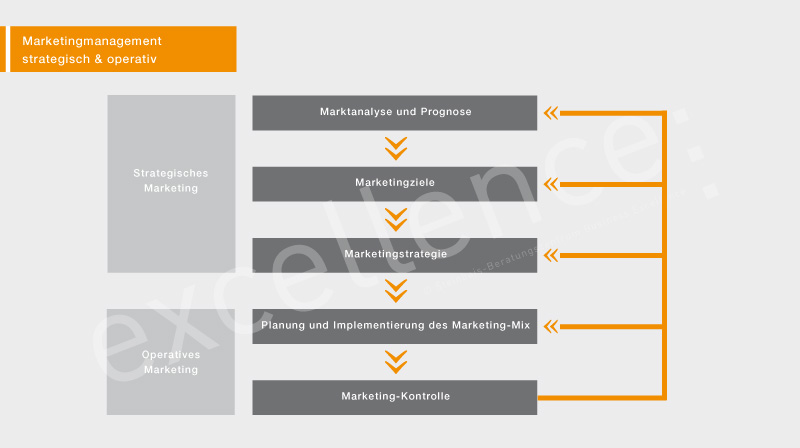 Marketingmanagement
strategisch & operativ
Marktanalyse und Prognose
Strategisches
Marketing
Marketingziele
Marketingstrategie
Planung und Implementierung des Marketing-Mix
Operatives
Marketing
Marketing-Kontrolle
excellence: